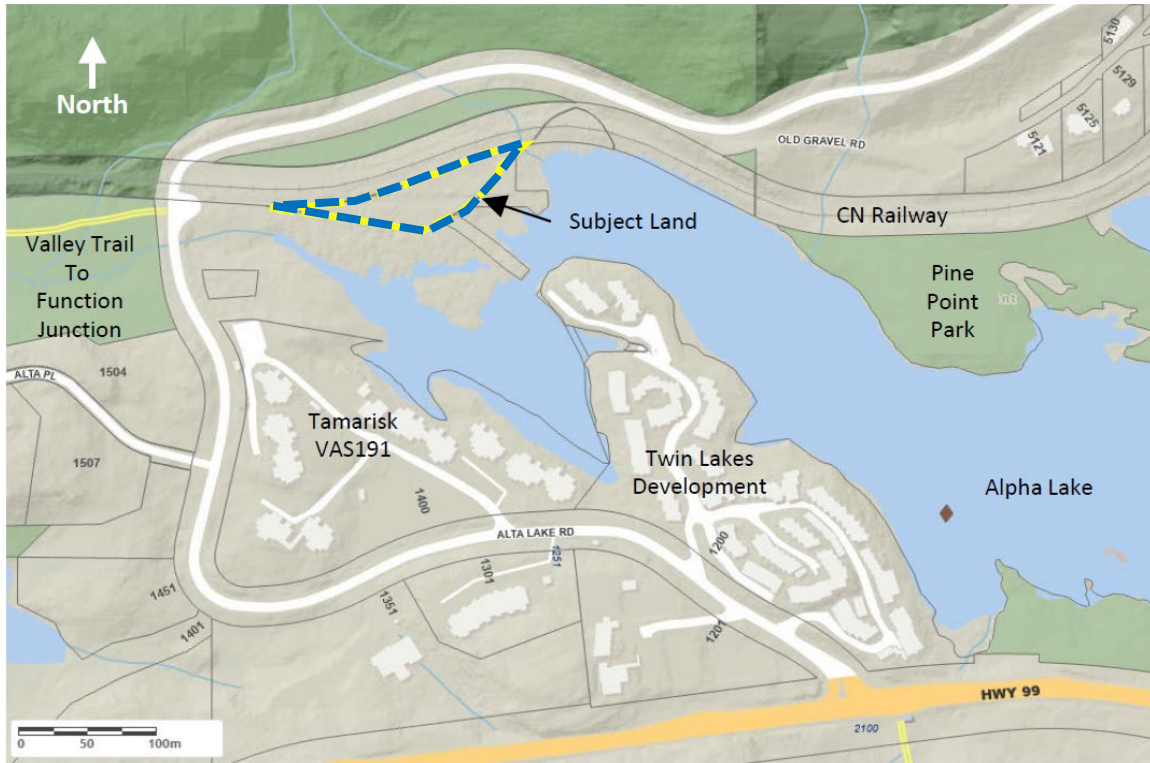 North
5130
5129
5125
5121
OLD GRAVEL RD
CN Railway
Subject Land
Valley Trail
To
Function
Junction
Pine
Point
Park
ALTA PL
1504
1507
Tamarisk
VAS191
Twin Lakes
Development
Alpha Lake
1400
ALTA LAKE RD
1200
1251
1301
1351
1451
1401
1201
HWY 99
2100
0 50 100m